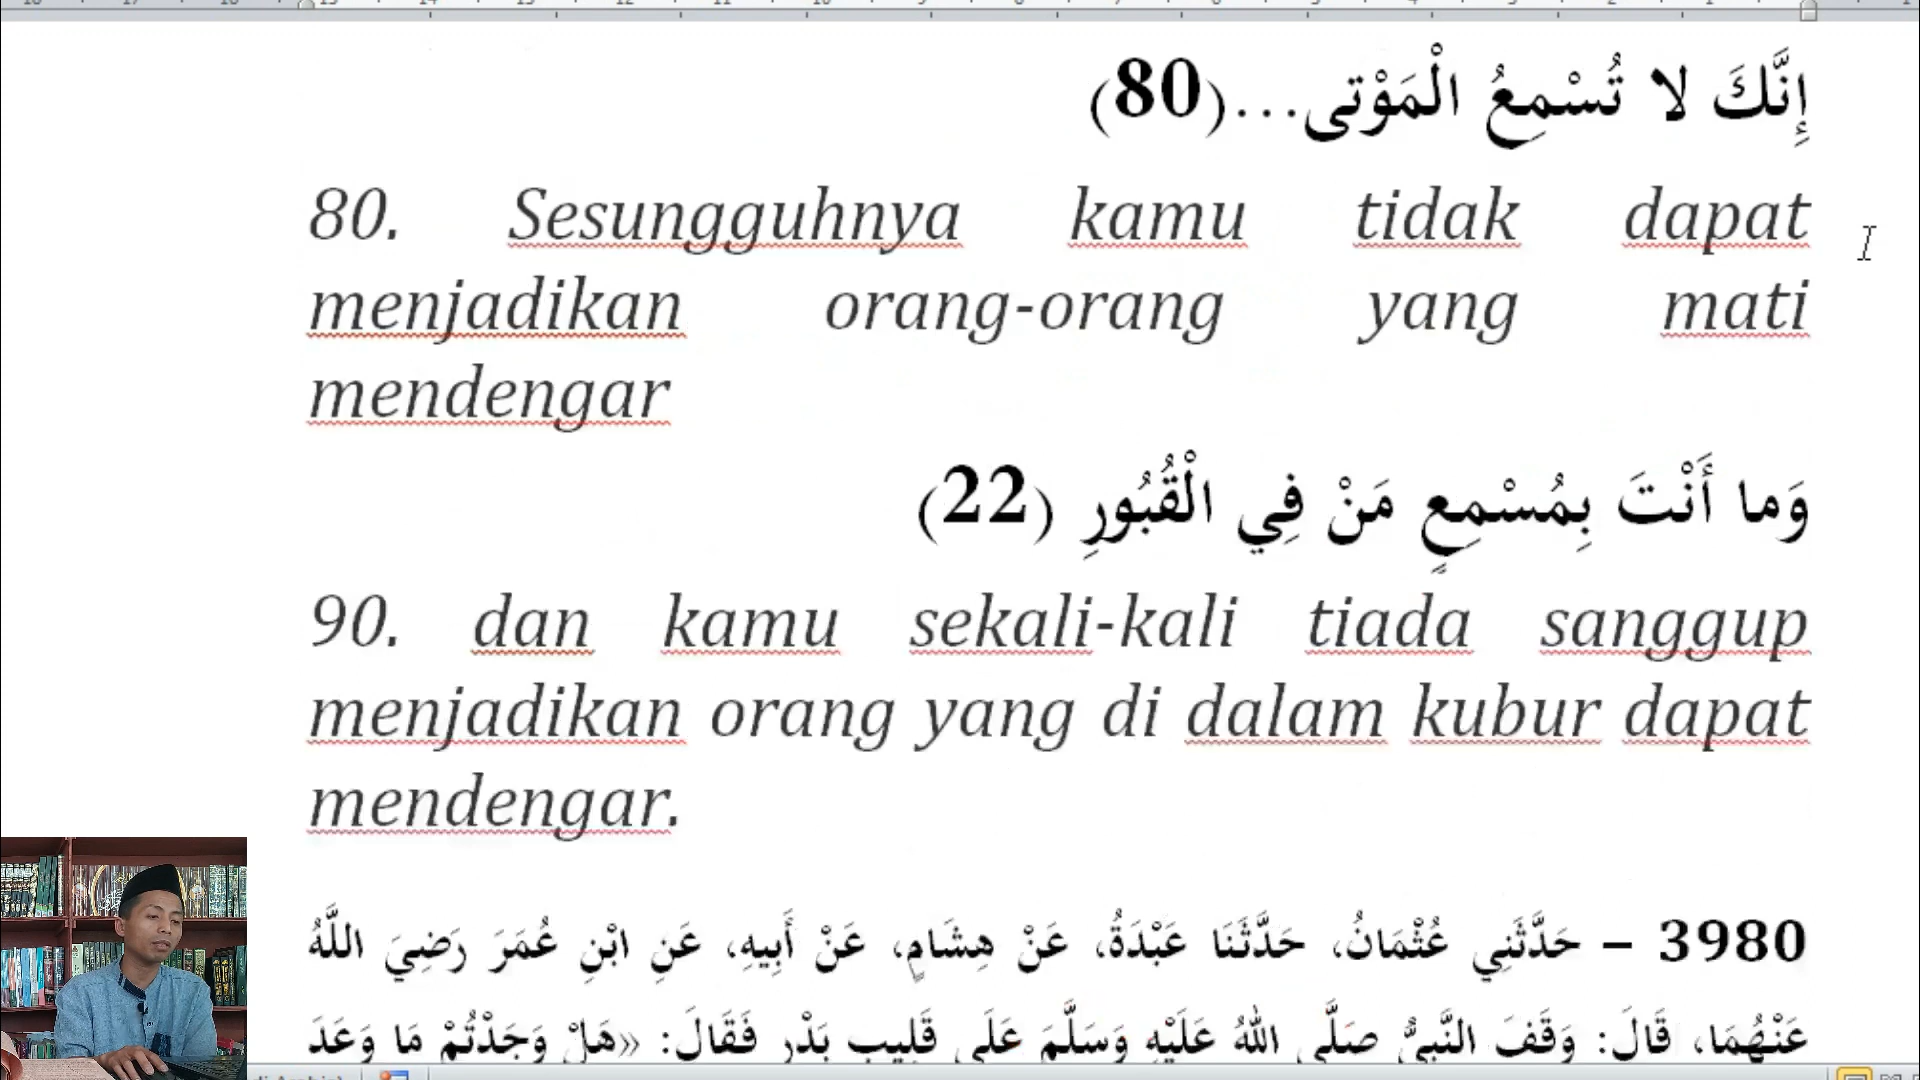 إِنَّكَ لا تُسْمِعُ الْمَوْتى...(80)
80. Sesungguhnya kamu tidak dapat
menjadikan orang-orang yang mati
mendengar
وَما أَنْتَ بِمُسْمِعٍ مَنْ فِي الْقُبُورِ (22)
90. dan kamu sekali-kali tiada sanggup
menjadikan orang yang di dalam kubur dapat
mendengar.
3980 – حَدَّثَنِي عُثْمَانُ، حَدَّثَنَا عَبْدَةُ، عَنْ هِشَامٍ، عَنْ أَبِيهِ، عَنِ ابْنِ عُمَرَ رَضِيَ اللَّهُ
عَنْهُمَا، قَالَ: وَقَفَ النَّبِيُّ صَلَّى اللهُ عَلَيْهِ وَسَلَّمَ عَلَى قَلِيبِ بَدْرٍ فَقَالَ: «هَلْ وَجَدْتُمْ مَا وَعَدَ